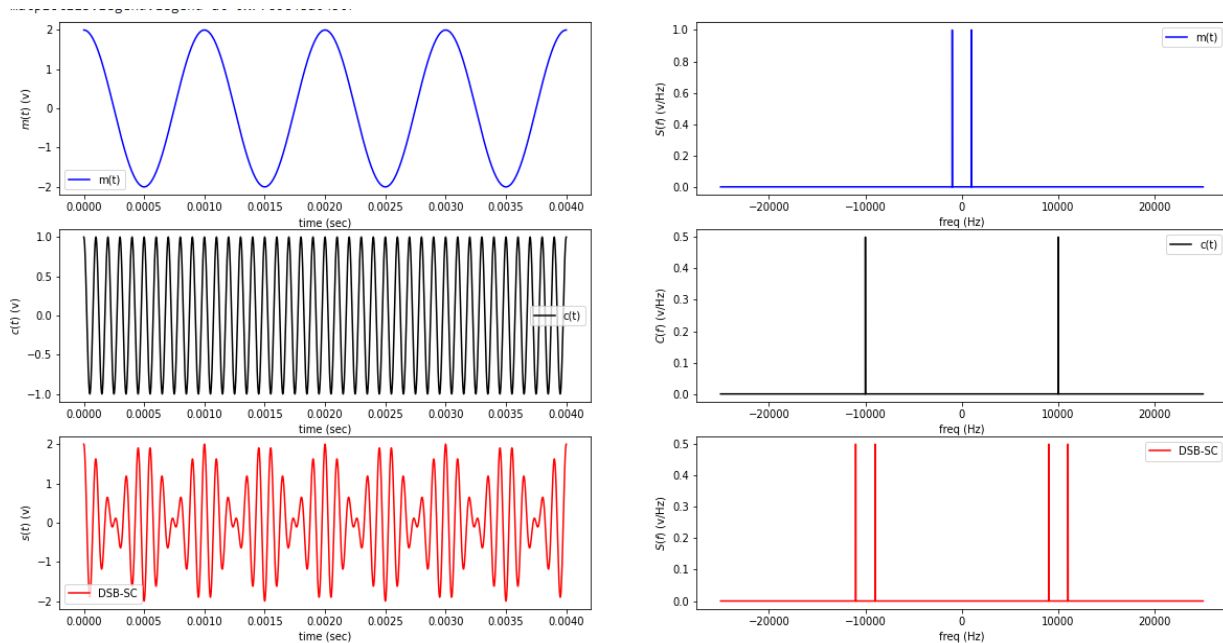 2
1
0
−1
−2
m(t) (v)
m(t)
0.0000 0.0005 0.0010 0.0015 0.0020 0.0025 0.0030 0.0035 0.0040
time (sec)
1.0
0.8
0.6
0.4
0.2
0.0
S(f) (v/Hz)
m(t)
−20000 −10000 0 10000 20000
freq (Hz)
1.0
0.5
0.0
−0.5
−1.0
c(t) (v)
c(t)
0.0000 0.0005 0.0010 0.0015 0.0020 0.0025 0.0030 0.0035 0.0040
time (sec)
0.5
0.4
0.3
0.2
0.1
0.0
C(f) (v/Hz)
c(t)
−20000 −10000 0 10000 20000
freq (Hz)
2
1
0
−1
−2
s(t) (v)
DSB-SC
0.0000 0.0005 0.0010 0.0015 0.0020 0.0025 0.0030 0.0035 0.0040
time (sec)
0.5
0.4
0.3
0.2
0.1
0.0
S(f) (v/Hz)
DSB-SC
−20000 −10000 0 10000 20000
freq (Hz)